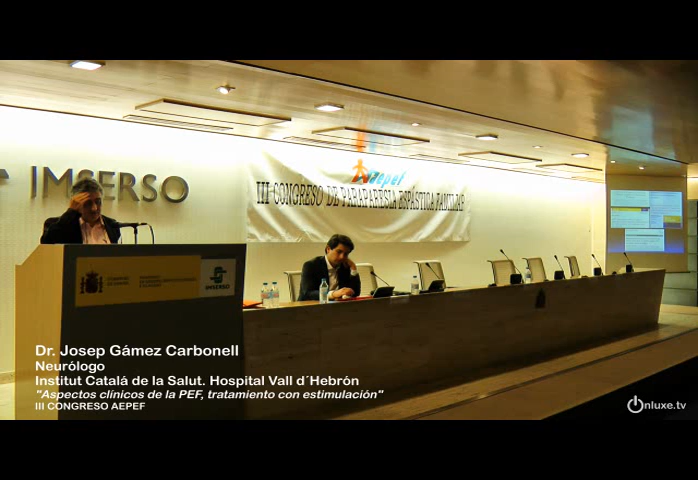 IMSERSO
aepef
III CONGRESO DE PARAPARESIA ESPÁSTICA FAMILIAR
IMSERSO
Dr. Josep Gámez Carbonell
Neurólogo
Institut Catalá de la Salut. Hospital Vall d´Hebrón
"Aspectos clínicos de la PEF, tratamiento con estimulación"
III CONGRESO AEPEF
Onluxe.tv